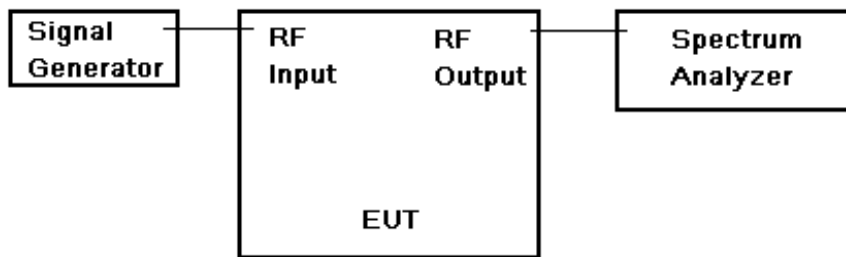 Signal
Generator
RF
Input
RF
Output
EUT
Spectrum
Analyzer